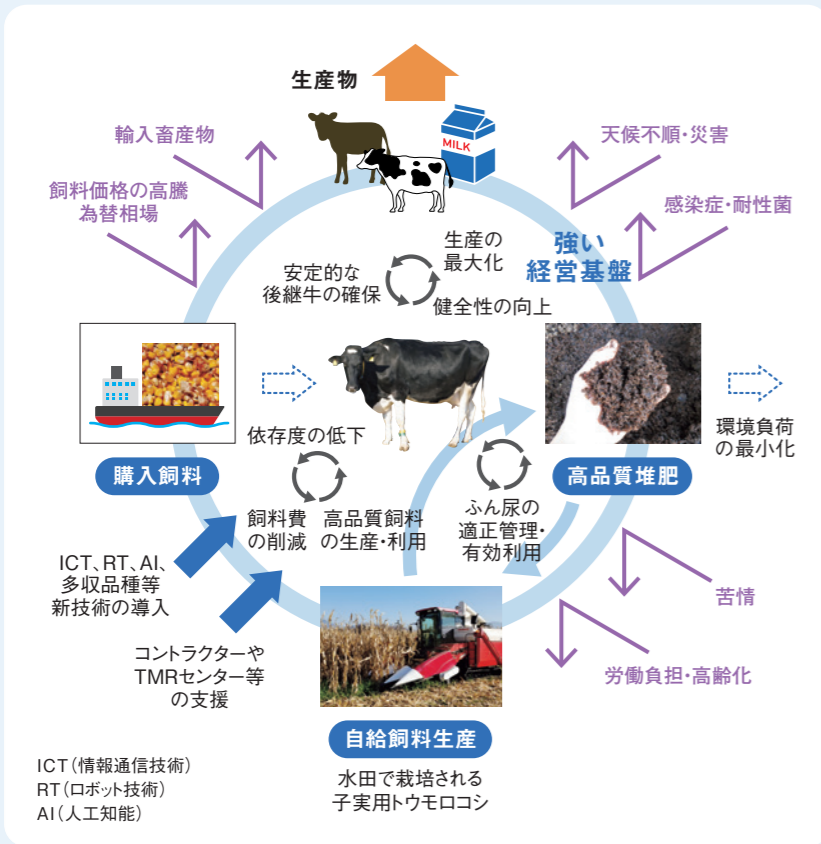 生産物
MILK
輸入畜産物
飼料価格の高騰
為替相場
天候不順・災害
感染症・耐性菌
強い
経営基盤
生産の
最大化
安定的な
後継牛の確保
健全性の向上
依存度の低下
環境負荷
の最小化
購入飼料
高品質堆肥
飼料費
の削減
高品質飼料
の生産・利用
ふん尿の
適正管理・
有効利用
ICT、RT、AI、
多収品種等
新技術の導入
コントラクターや
TMRセンター等
の支援
苦情
労働負担・高齢化
自給飼料生産
水田で栽培される
子実用トウモロコシ
ICT（情報通信技術）
RT（ロボット技術）
AI（人工知能）